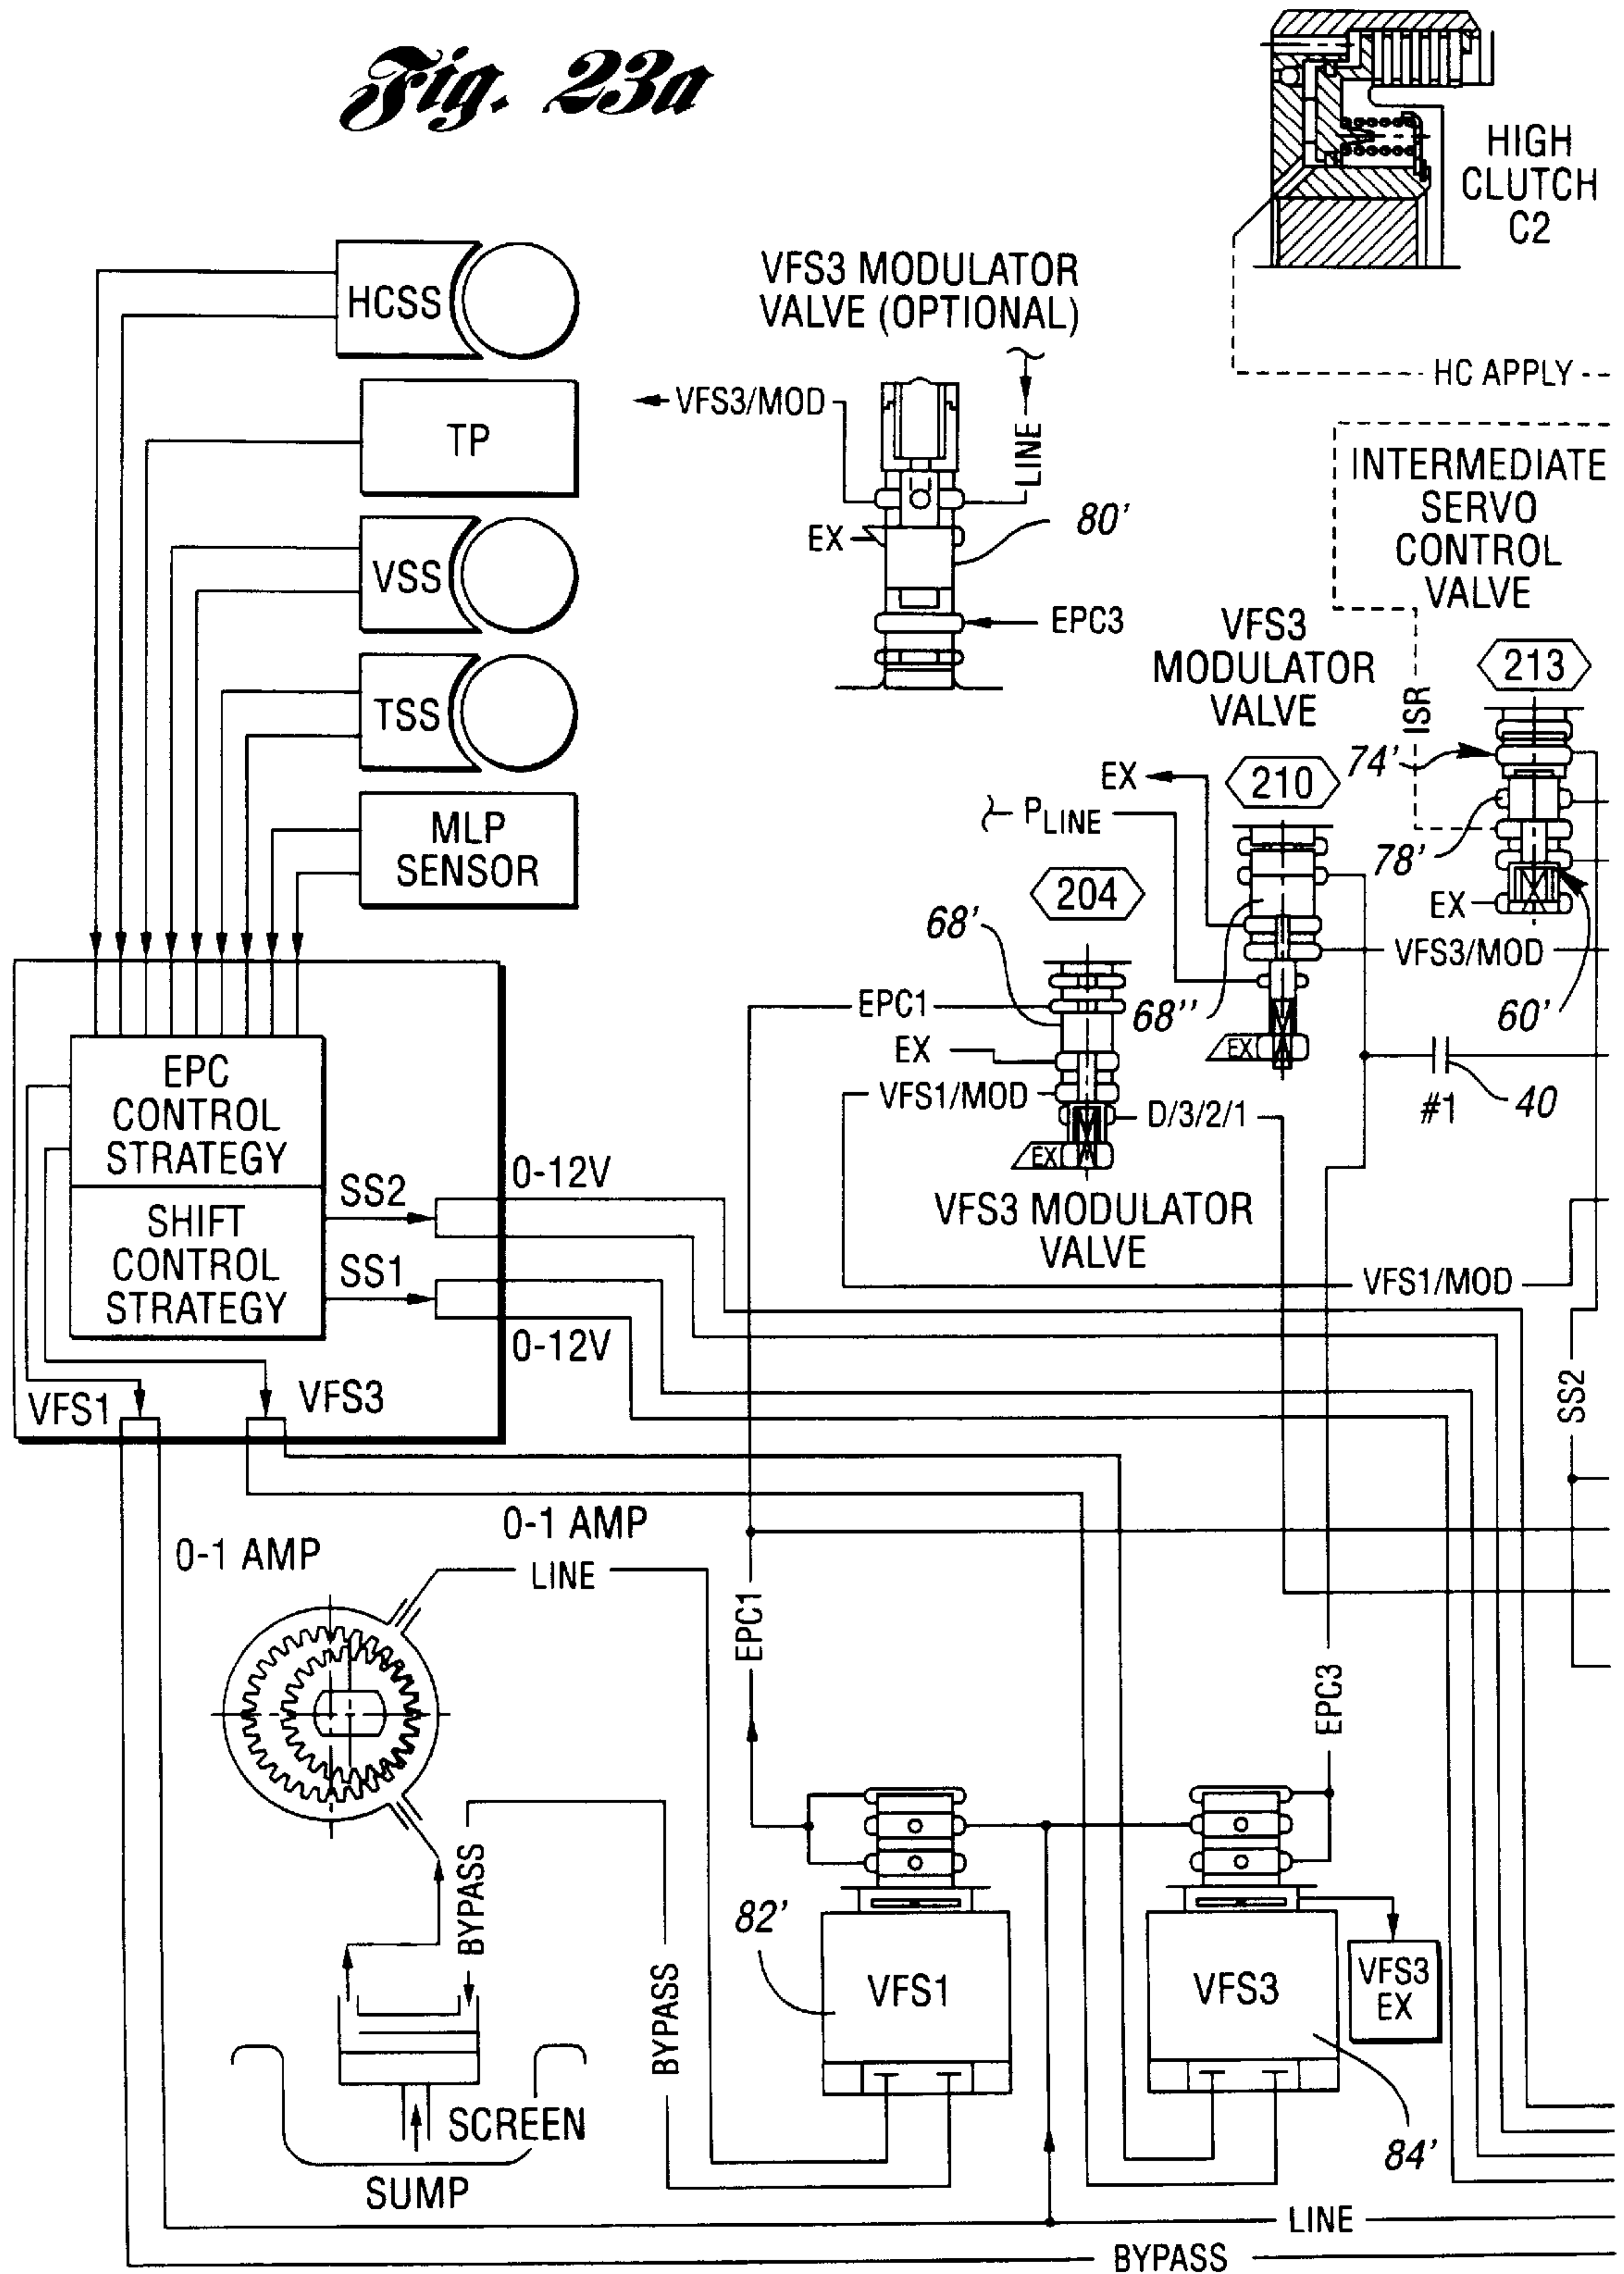 Fig. 23a
HIGH
CLUTCH
C2
HCSS
VFS3 MODULATOR
VALVE (OPTIONAL)
HC APPLY
TP
VFS3/MOD
LINE
INTERMEDIATE
SERVO
CONTROL
VALVE
EX
80'
VSS
EPC3
VFS3
MODULATOR
VALVE
213
TSS
ISR
74'
EX
210
PLINE
MLP
SENSOR
78'
204
EX
68'
VFS3/MOD
EPC1
68''
60'
EX
EX
VFS1/MOD
D/3/2/1
#1
40
EPC
CONTROL
STRATEGY
EX
0-12V
SS2
VFS3 MODULATOR
VALVE
SHIFT
CONTROL
STRATEGY
SS1
VFS1/MOD
0-12V
VFS1
VFS3
SS2
0-1 AMP
0-1 AMP
LINE
EPC1
EPC3
BYPASS
82'
BYPASS
VFS1
VFS3
VFS3
EX
SCREEN
84'
SUMP
LINE
BYPASS